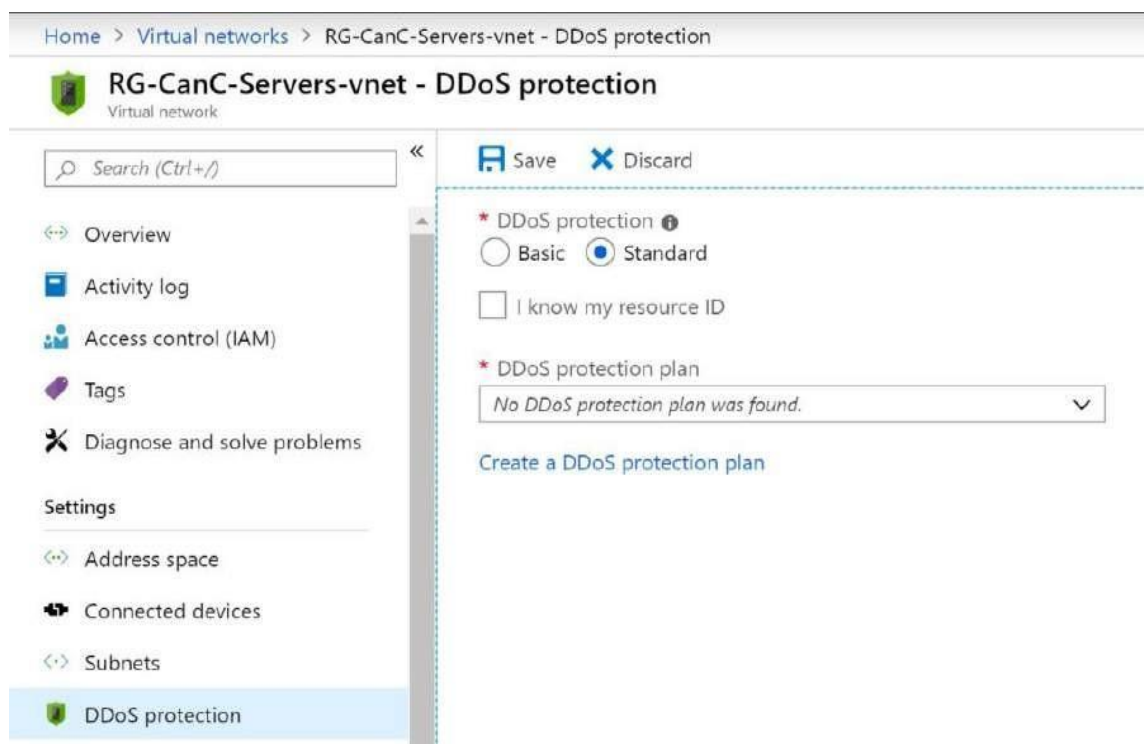 Home > Virtual networks > RG-CanC-Servers-vnet - DDoS protection
RG-CanC-Servers-vnet - DDoS protection
Virtual network
Search (Ctrl+/)
«
Overview
Activity log
Access control (IAM)
Tags
Diagnose and solve problems
Settings
Address space
Connected devices
Subnets
DDoS protection
Save Discard
* DDoS protection
Basic Standard
I know my resource ID
* DDoS protection plan
No DDoS protection plan was found.
Create a DDoS protection plan